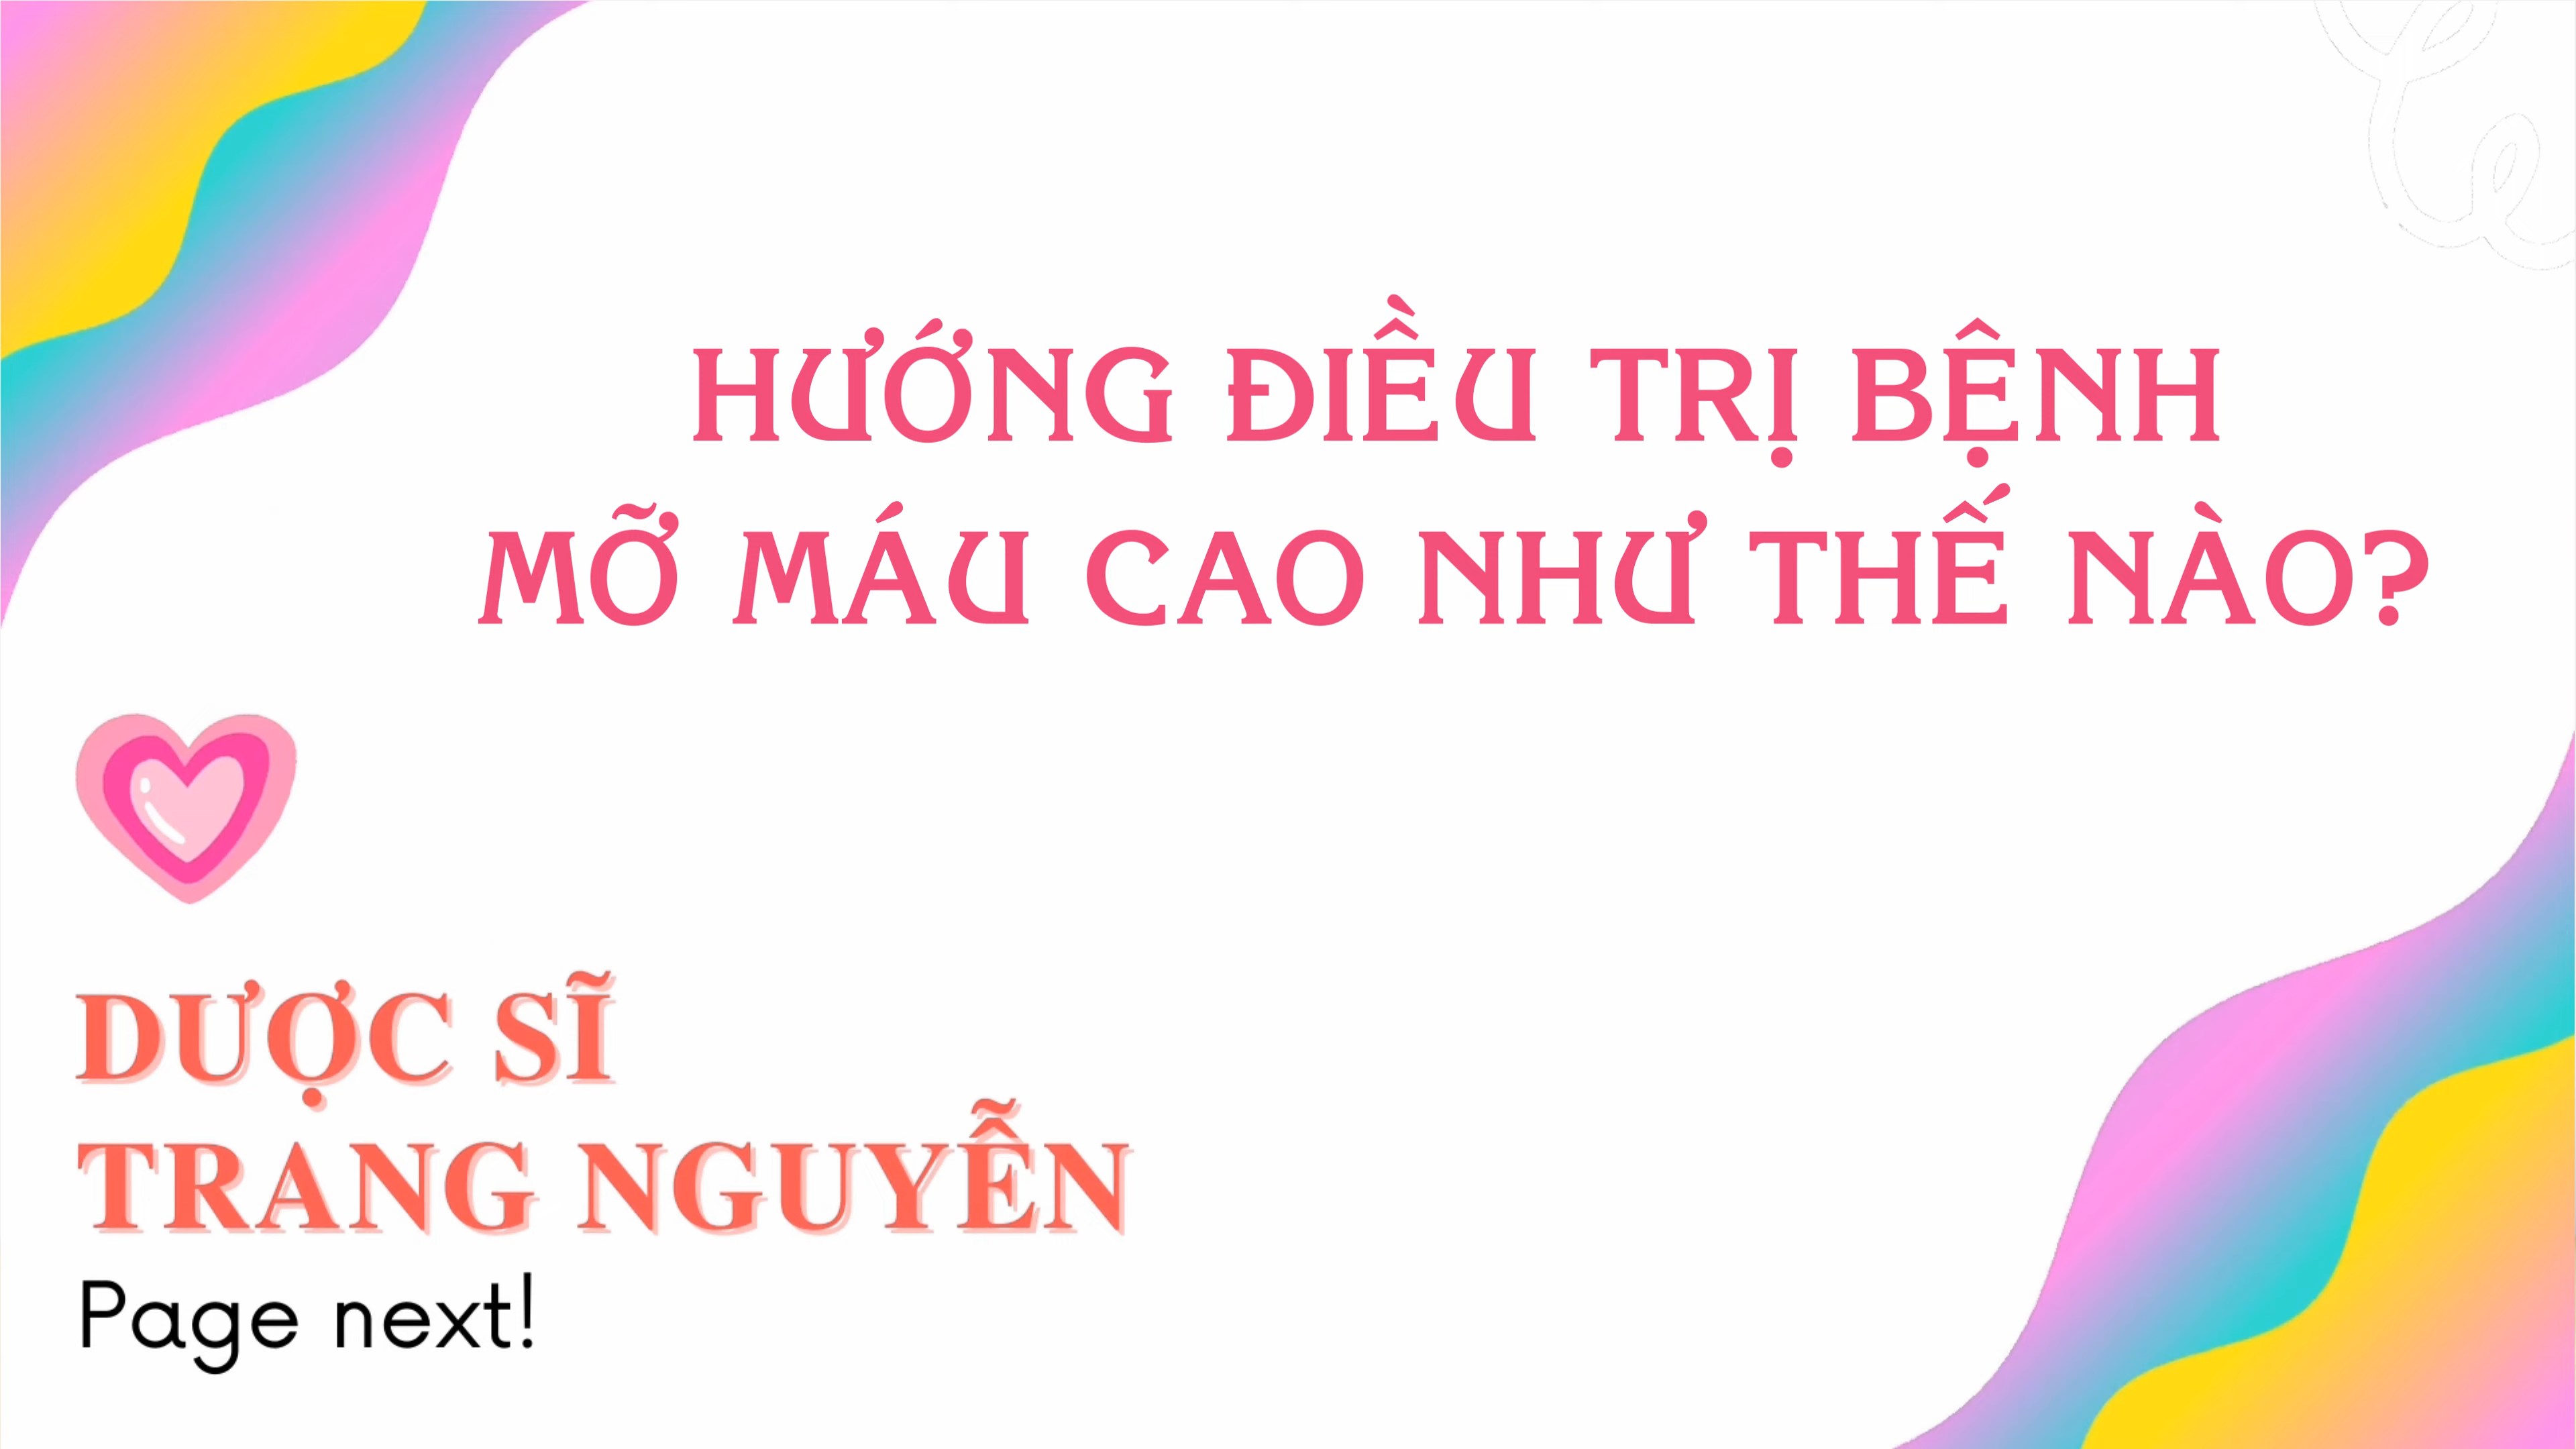 HƯỚNG ĐIỀU TRỊ BỆNH
MỠ MÁU CAO NHƯ THẾ NÀO?
DƯỢC SĨ
TRANG NGUYỄN
Page next!